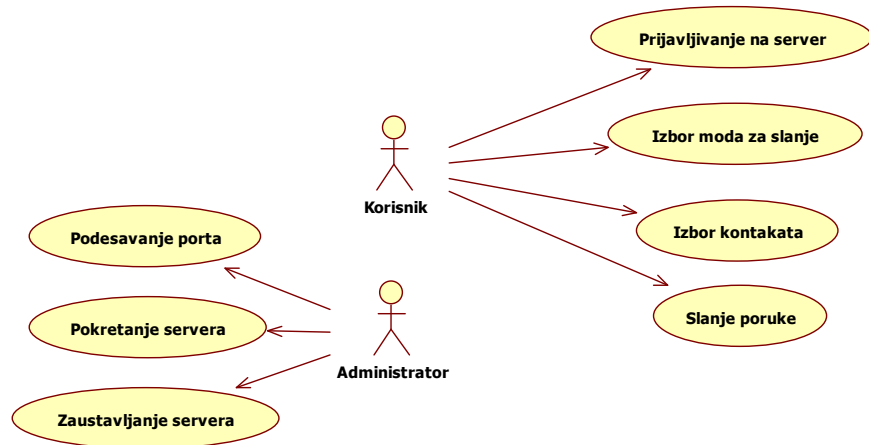 Prijavljivanje na server
Izbor moda za slanje
Korisnik
Izbor kontakata
Podesavanje porta
Slanje poruke
Pokretanje servera
Administrator
Zaustavljanje servera